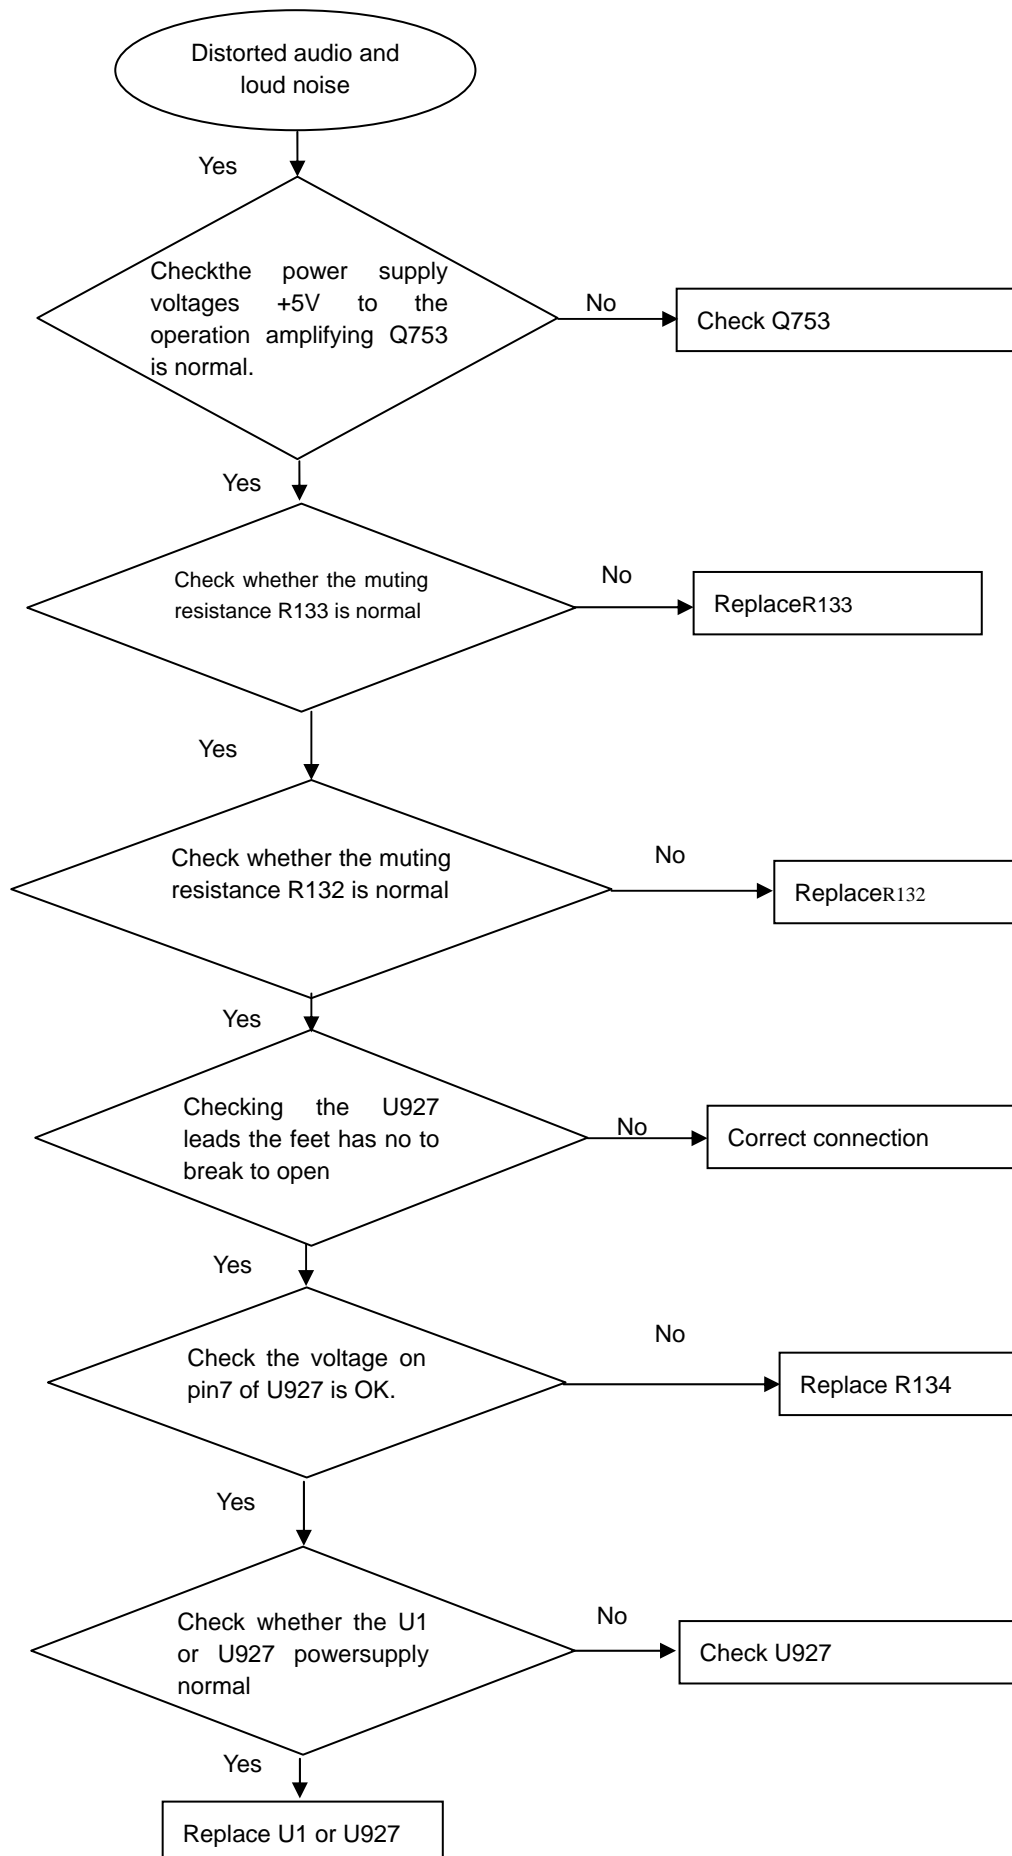 Distorted audio and
loud noise
Yes
Checkthe power supply
voltages +5V to the
operation amplifying Q753
is normal.
No
Check Q753
Yes
Check whether the muting
resistance R133 is normal
No
ReplaceR133
Yes
Check whether the muting
resistance R132 is normal
No
ReplaceR132
Yes
Checking the U927
leads the feet has no to
break to open
No
Correct connection
Yes
Check the voltage on
pin7 of U927 is OK.
No
Replace R134
Yes
Check whether the U1
or U927 powersupply
normal
No
Check U927
Yes
Replace U1 or U927